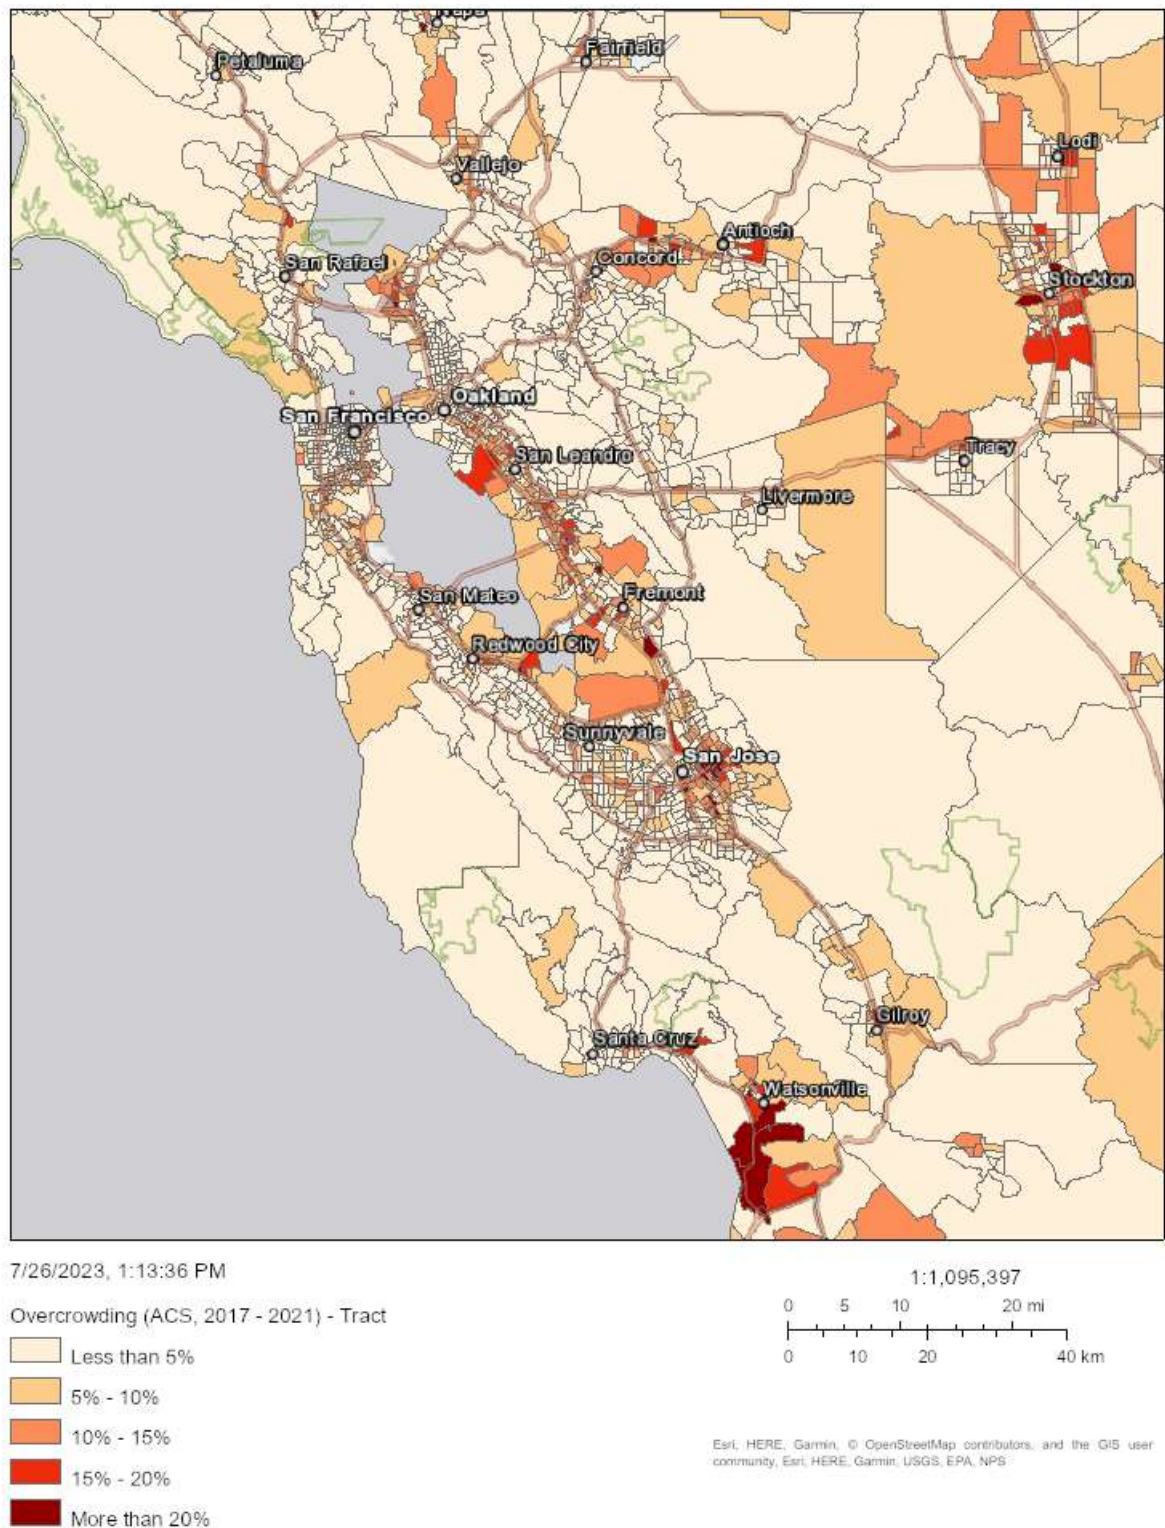 Napa
Fairfield
Petaluma
Lodi
Vallejo
Antioch
Concord
San Rafael
Stockton
Oakland
San Francisco
Tracy
San Leandro
Livermore
San Mateo
Fremont
Redwood City
Sunnyvale
San Jose
Gilroy
Santa Cruz
Watsonville
7/26/2023, 1:13:36 PM
1:1,095,397
0 5 10 20 mi
0 10 20 40 km
Overcrowding (ACS, 2017 - 2021) - Tract
Less than 5%
5% - 10%
10% - 15%
15% - 20%
More than 20%
Esri, HERE, Garmin, © OpenStreetMap contributors, and the GIS user
community, Esri, HERE, Garmin, USGS, EPA, NPS